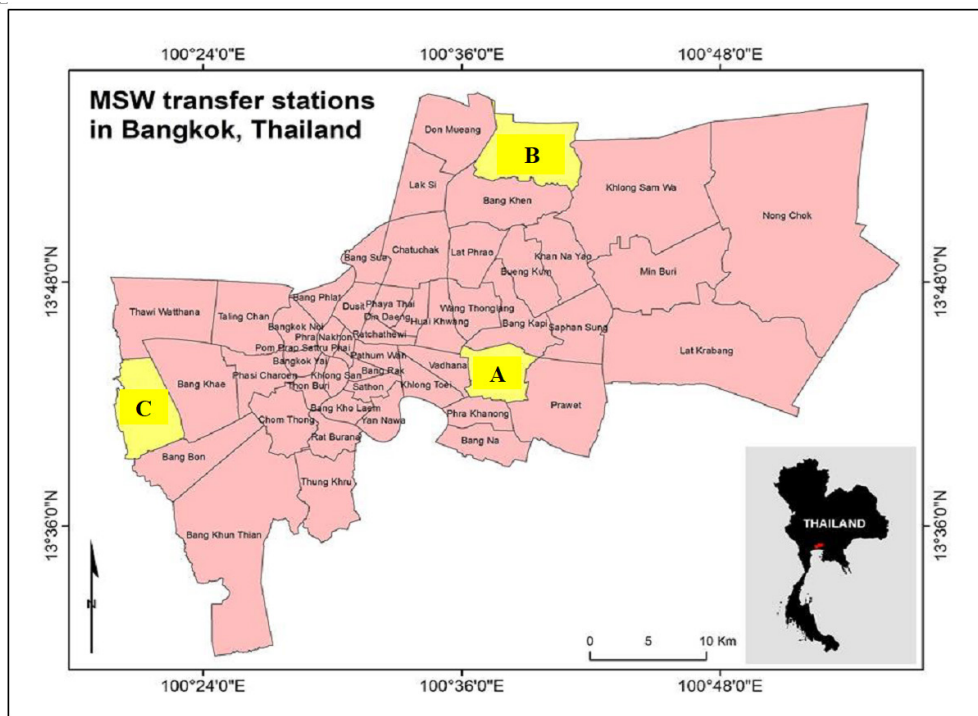 100°24'0"E
100°36'0"E
100°48'0"E
MSW transfer stations
in Bangkok, Thailand
Don Mueang
B
Lak Si
Khlong Sam Wa
Bang Khen
Nong Chok
Chatuchak
Lat Phrao
Khan Na Yao
Bang Sue
Bueng Kum
Min Buri
13°48'0"N
13°48'0"N
Bang Phlat
Dusit
Phaya Thai
Wang Thonglang
Thawi Watthana
Taling Chan
Din Daeng
Huai Khwang
Bangkok Noi
Bang Kapi
Saphan Sung
Phra Nakhon
Ratchathewi
Pom Prap Sattru Phai
Pathum Wan
Lat Krabang
Bangkok Yai
Vadhana
A
Bang Khae
Phasi Charoen
Khlong San
Bang Rak
Thon Buri
Sathon
Khlong Toei
C
Bang Kho Laem
Prawet
Chom Thong
Yan Nawa
Phra Khanong
Rat Burana
Bang Na
Bang Bon
Thung Khru
Bang Khun Thian
13°36'0"N
13°36'0"N
THAILAND
N
0 5 10 Km
100°24'0"E
100°36'0"E
100°48'0"E